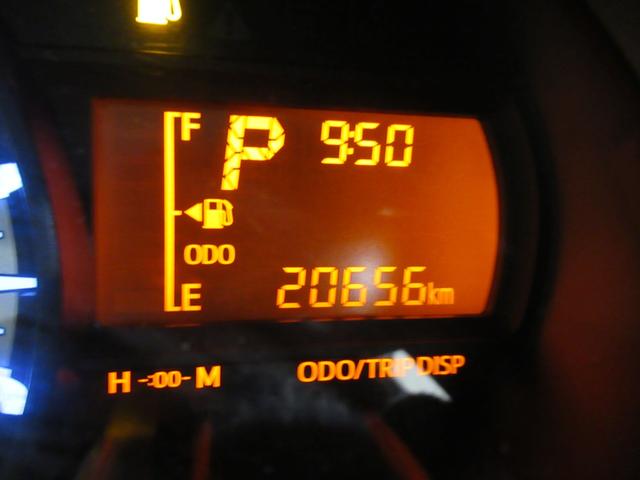 F P 9:50
ODO
E 20656km
H -:00- M ODO/TRIP DISP